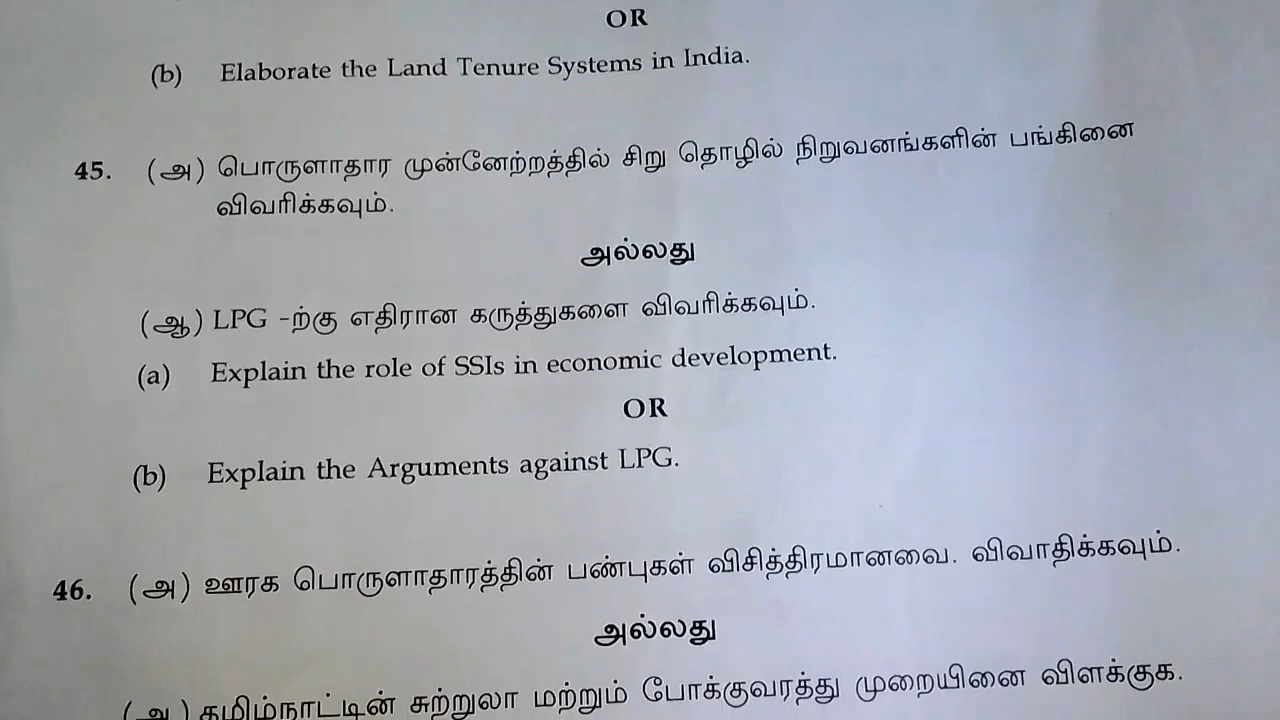 OR
(b) Elaborate the Land Tenure Systems in India.
45. (அ) பொருளாதார முன்னேற்றத்தில் சிறு தொழில் நிறுவனங்களின் பங்கினை
விவரிக்கவும்.
அல்லது
(ஆ) LPG -ற்கு எதிரான கருத்துகளை விவரிக்கவும்.
(a) Explain the role of SSIs in economic development.
OR
(b) Explain the Arguments against LPG.
46. (அ) ஊரக பொருளாதாரத்தின் பண்புகள் விசித்திரமானவை. விவாதிக்கவும்.
அல்லது
(ஆ) தமிழ்நாட்டின் சுற்றுலா மற்றும் போக்குவரத்து முறையினை விளக்குக.